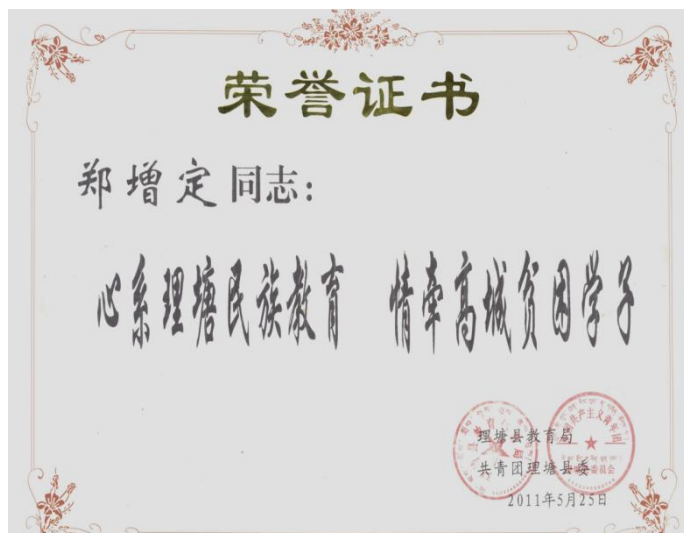 荣誉证书
郑增定同志：
心系理塘民族教育 情牵高城贫困学子
理塘县教育局
共青团理塘县委
2011年5月25日